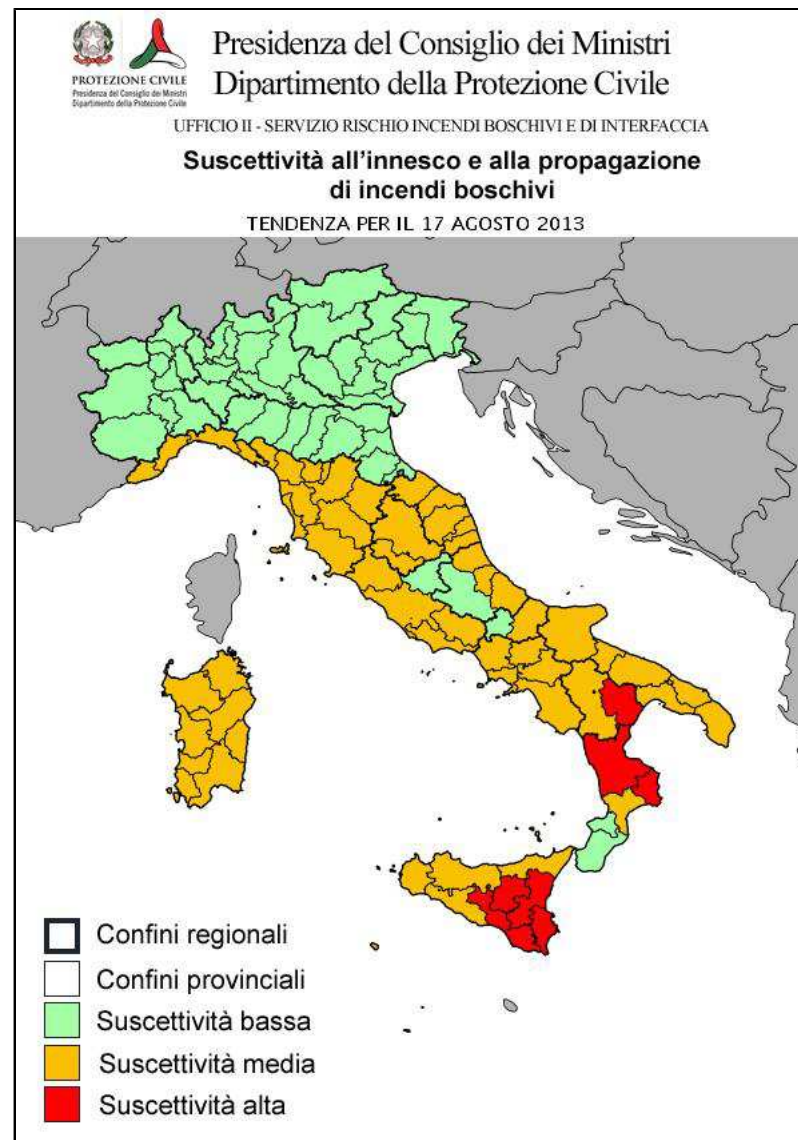 PROTEZIONE CIVILE
Presidenza del Consiglio dei Ministri
Dipartimento della Protezione Civile
Presidenza del Consiglio dei Ministri
Dipartimento della Protezione Civile
UFFICIO II - SERVIZIO RISCHIO INCENDI BOSCHIVI E DI INTERFACCIA
Suscettività all'innesco e alla propagazione
di incendi boschivi
TENDENZA PER IL 17 AGOSTO 2013
Confini regionali
Confini provinciali
Suscettività bassa
Suscettività media
Suscettività alta